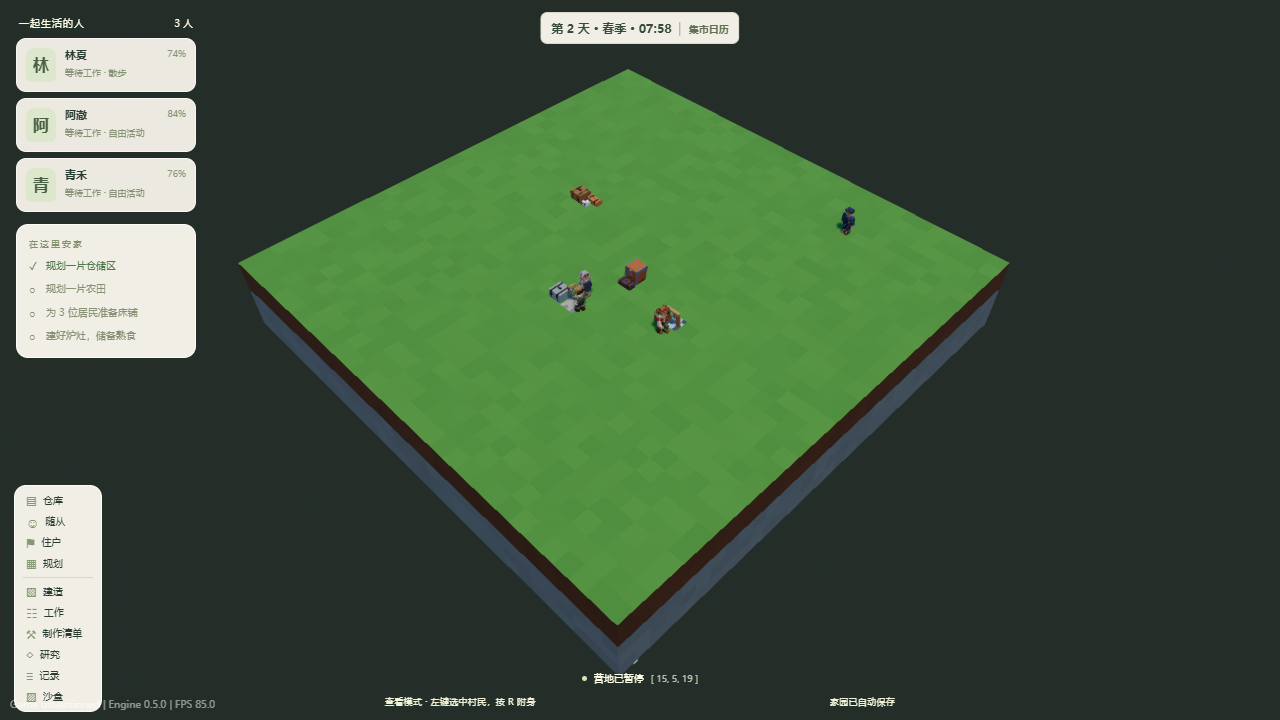 一起生活的人 3 人
林 林夏 74%
等待工作 · 散步
阿 阿澈 84%
等待工作 · 自由活动
青 青禾 76%
等待工作 · 自由活动
在这里安家
✓ 规划一片仓储区
○ 规划一片农田
○ 为 3 位居民准备床铺
○ 建好炉灶，储备熟食
第 2 天 • 春季 • 07:58 | 集市日历
仓库
随从
住户
规划
建造
工作
制作清单
研究
记录
沙盒
| Engine 0.5.0 | FPS 85.0
营地已暂停 [ 15, 5, 19 ]
查看模式 · 左键选中村民，按 R 附身
家园已自动保存